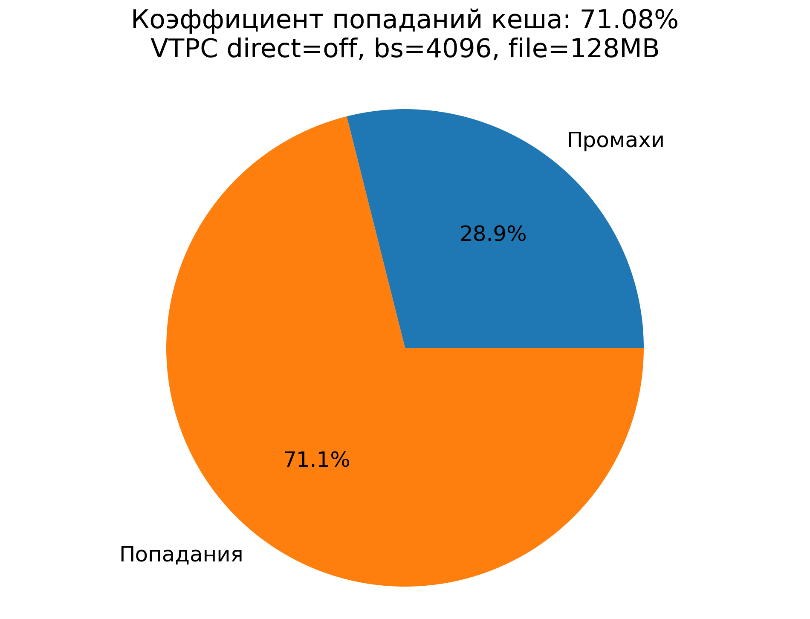 Коэффициент попаданий кеша: 71.08%
VTPC direct=off, bs=4096, file=128MB
Промахи
28.9%
71.1%
Попадания